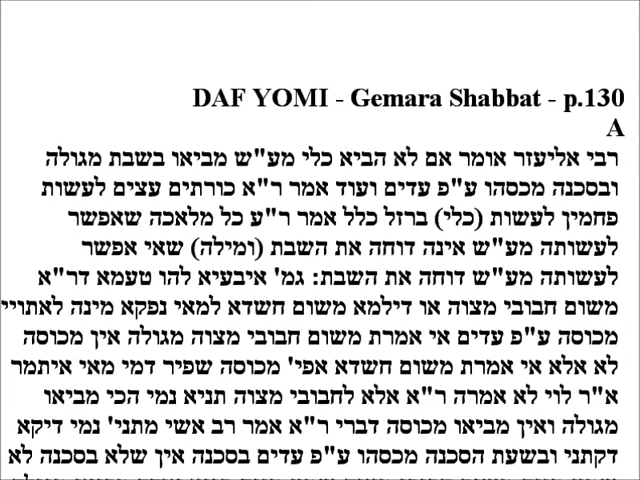 DAF YOMI - Gemara Shabbat - p.130
A
רבי אליעזר אומר אם לא הביא כלי מע"ש מביאו בשבת מגולה
ובסכנה מכסהו ע"פ עדים ועוד אמר ר"א כורתים עצים לעשות
פחמין לעשות (כלי) ברזל כלל אמר ר"ע כל מלאכה שאפשר
לעשותה מע"ש אינה דוחה את השבת (ומילה) שאי אפשר
לעשותה מע"ש דוחה את השבת: גמ' איבעיא להו טעמא דר"א
משום חבובי מצוה או דילמא משום חשדא למאי נפקא מינה לאתויי
מכוסה ע"פ עדים אי אמרת משום חבובי מצוה מגולה אין מכוסה
לא אלא אי אמרת משום חשדא אפי' מכוסה שפיר דמי מאי איתמר
א"ר לוי לא אמרה ר"א אלא לחבובי מצוה תניא נמי הכי מביאו
מגולה ואין מביאו מכוסה דברי ר"א אמר רב אשי מתני' נמי דיקא
דקתני ובשעת הסכנה מכסהו ע"פ עדים בסכנה אין שלא בסכנה לא